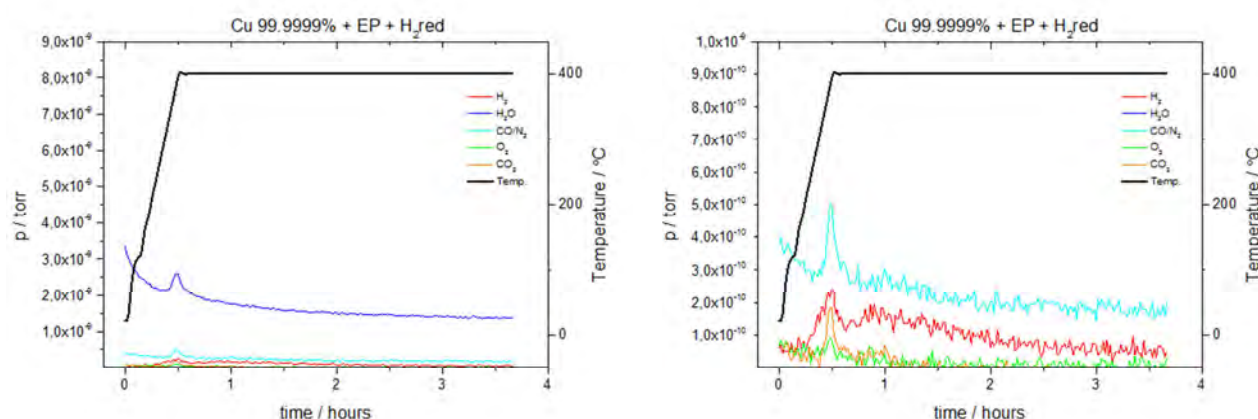 Cu 99.9999% + EP + H₂red
9,0x10⁻⁹
8,0x10⁻⁹
7,0x10⁻⁹
6,0x10⁻⁹
5,0x10⁻⁹
4,0x10⁻⁹
3,0x10⁻⁹
2,0x10⁻⁹
1,0x10⁻⁹
p / torr
H₂
H₂O
CO/N₂
O₂
CO₂
Temp.
400
200
0
Temperature / °C
0 1 2 3 4
time / hours
Cu 99.9999% + EP + H₂red
1,0x10⁻⁹
9,0x10⁻¹⁰
8,0x10⁻¹⁰
7,0x10⁻¹⁰
6,0x10⁻¹⁰
5,0x10⁻¹⁰
4,0x10⁻¹⁰
3,0x10⁻¹⁰
2,0x10⁻¹⁰
1,0x10⁻¹⁰
p / torr
H₂
H₂O
CO/N₂
O₂
CO₂
Temp.
400
200
0
Temperature / °C
0 1 2 3 4
time / hours